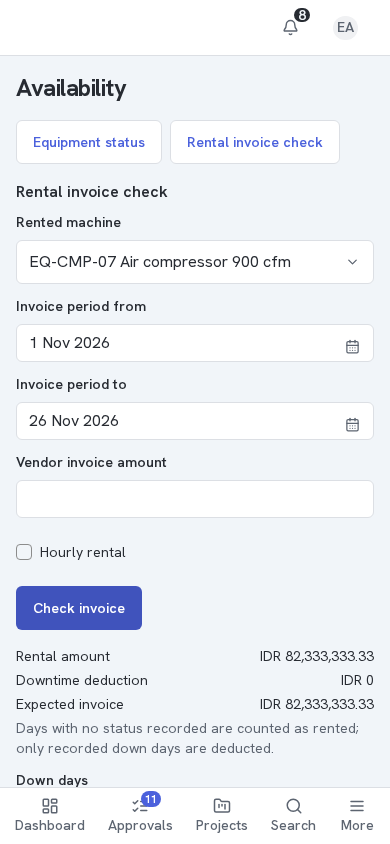 8
EA
Availability
Equipment status
Rental invoice check
Rental invoice check
Rented machine
EQ-CMP-07 Air compressor 900 cfm
Invoice period from
1 Nov 2026
Invoice period to
26 Nov 2026
Vendor invoice amount
Hourly rental
Check invoice
Rental amount IDR 82,333,333.33
Downtime deduction IDR 0
Expected invoice IDR 82,333,333.33
Days with no status recorded are counted as rented;
only recorded down days are deducted.
Down days
11
Dashboard Approvals Projects Search More